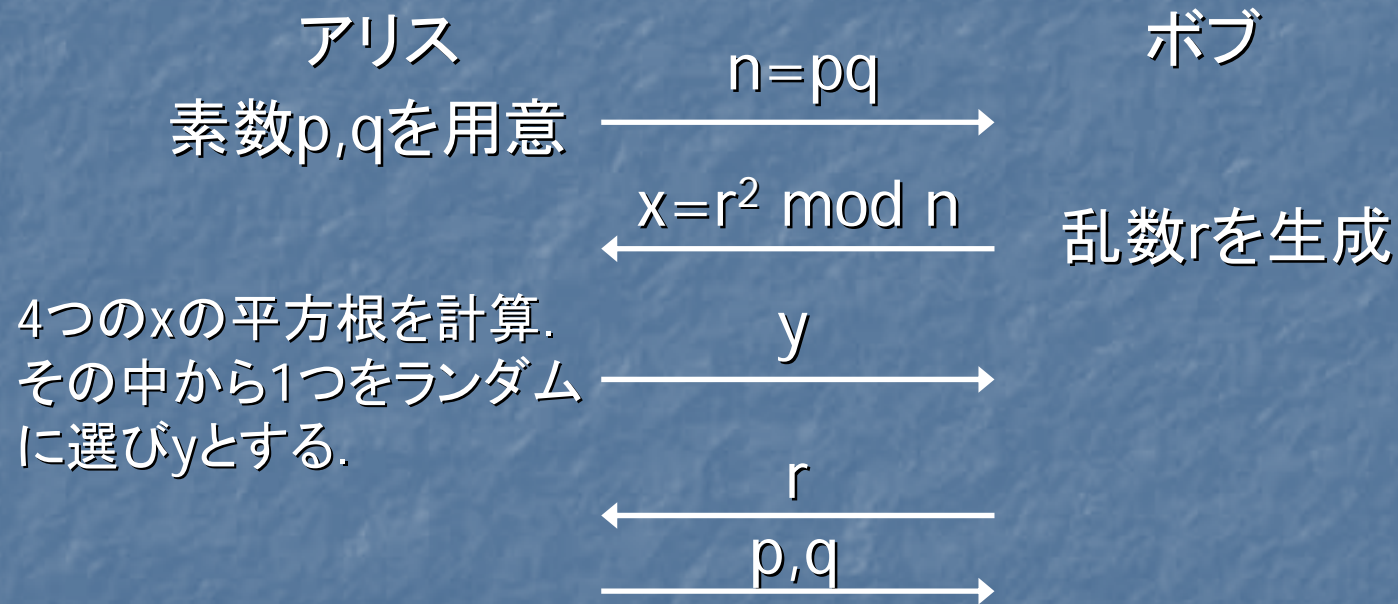 アリス
ボブ
n=pq
素数p,qを用意
x=r² mod n
乱数rを生成
4つのxの平方根を計算.
その中から1つをランダム
に選びyとする.
y
r
p,q